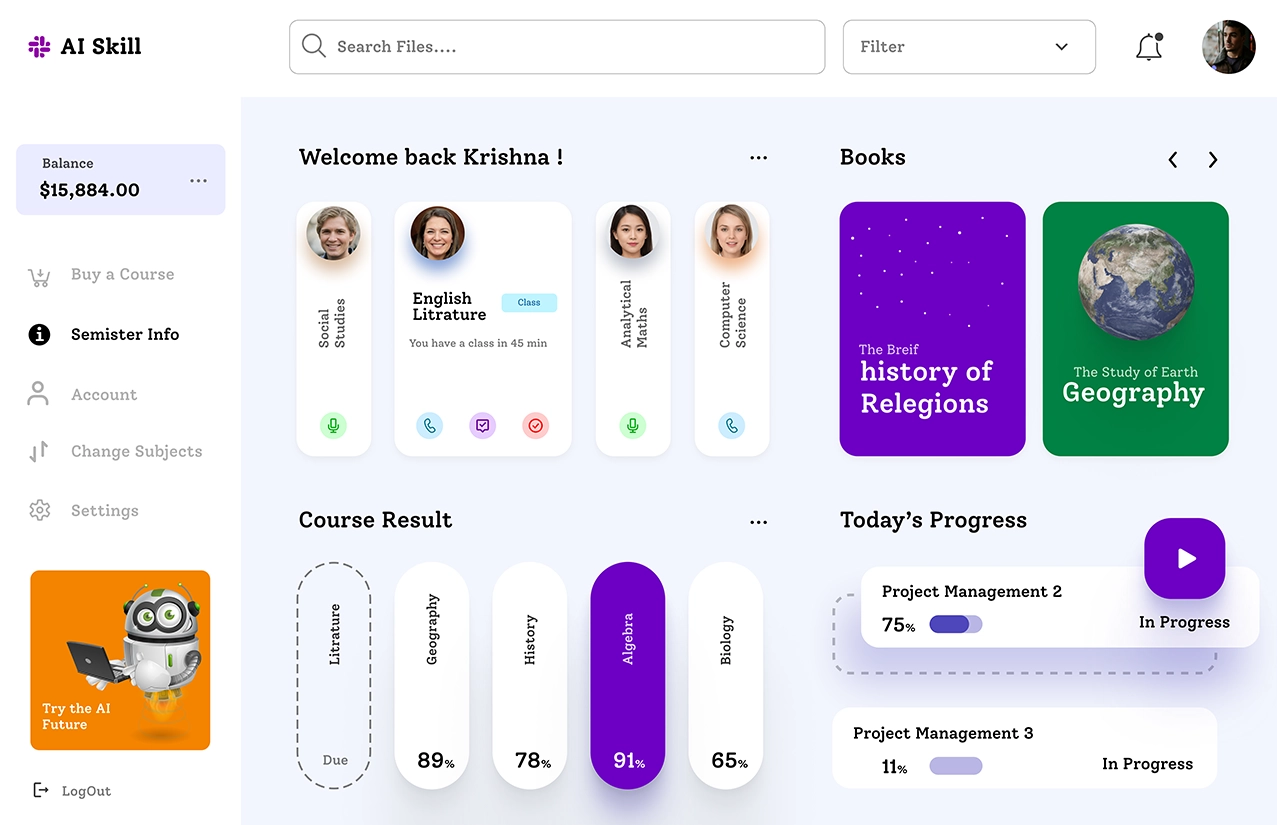 AI Skill
Search Files....
Filter
Balance
$15,884.00
Buy a Course
Semister Info
Account
Change Subjects
Settings
Try the AI
Future
LogOut
Welcome back Krishna !
Social
Studies
English
Litrature
Class
You have a class in 45 min
Analytical
Maths
Computer
Science
Books
The Breif
history of
Relegions
The Study of Earth
Geography
Course Result
Litrature
Due
Geography
89%
History
78%
Algebra
91%
Biology
65%
Today’s Progress
Project Management 2
75%
In Progress
Project Management 3
11%
In Progress